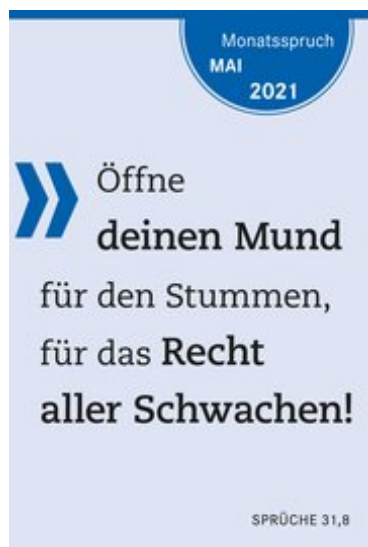 Monatsspruch
MAI
2021
Öffne
deinen Mund
für den Stummen,
für das Recht
aller Schwachen!
SPRÜCHE 31,8